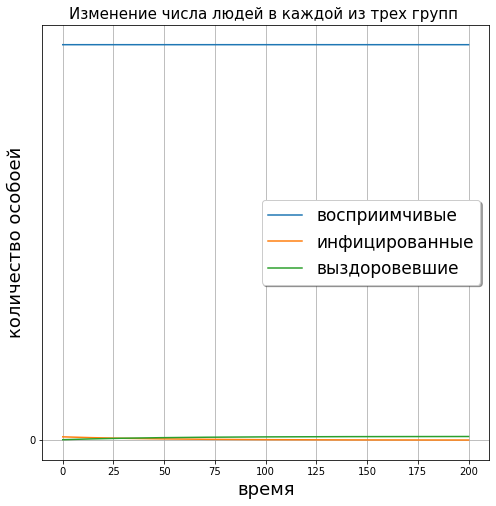 Изменение числа людей в каждой из трех групп
количество особоей
восприимчивые
инфицированные
выздоровевшие
0
0 25 50 75 100 125 150 175 200
время